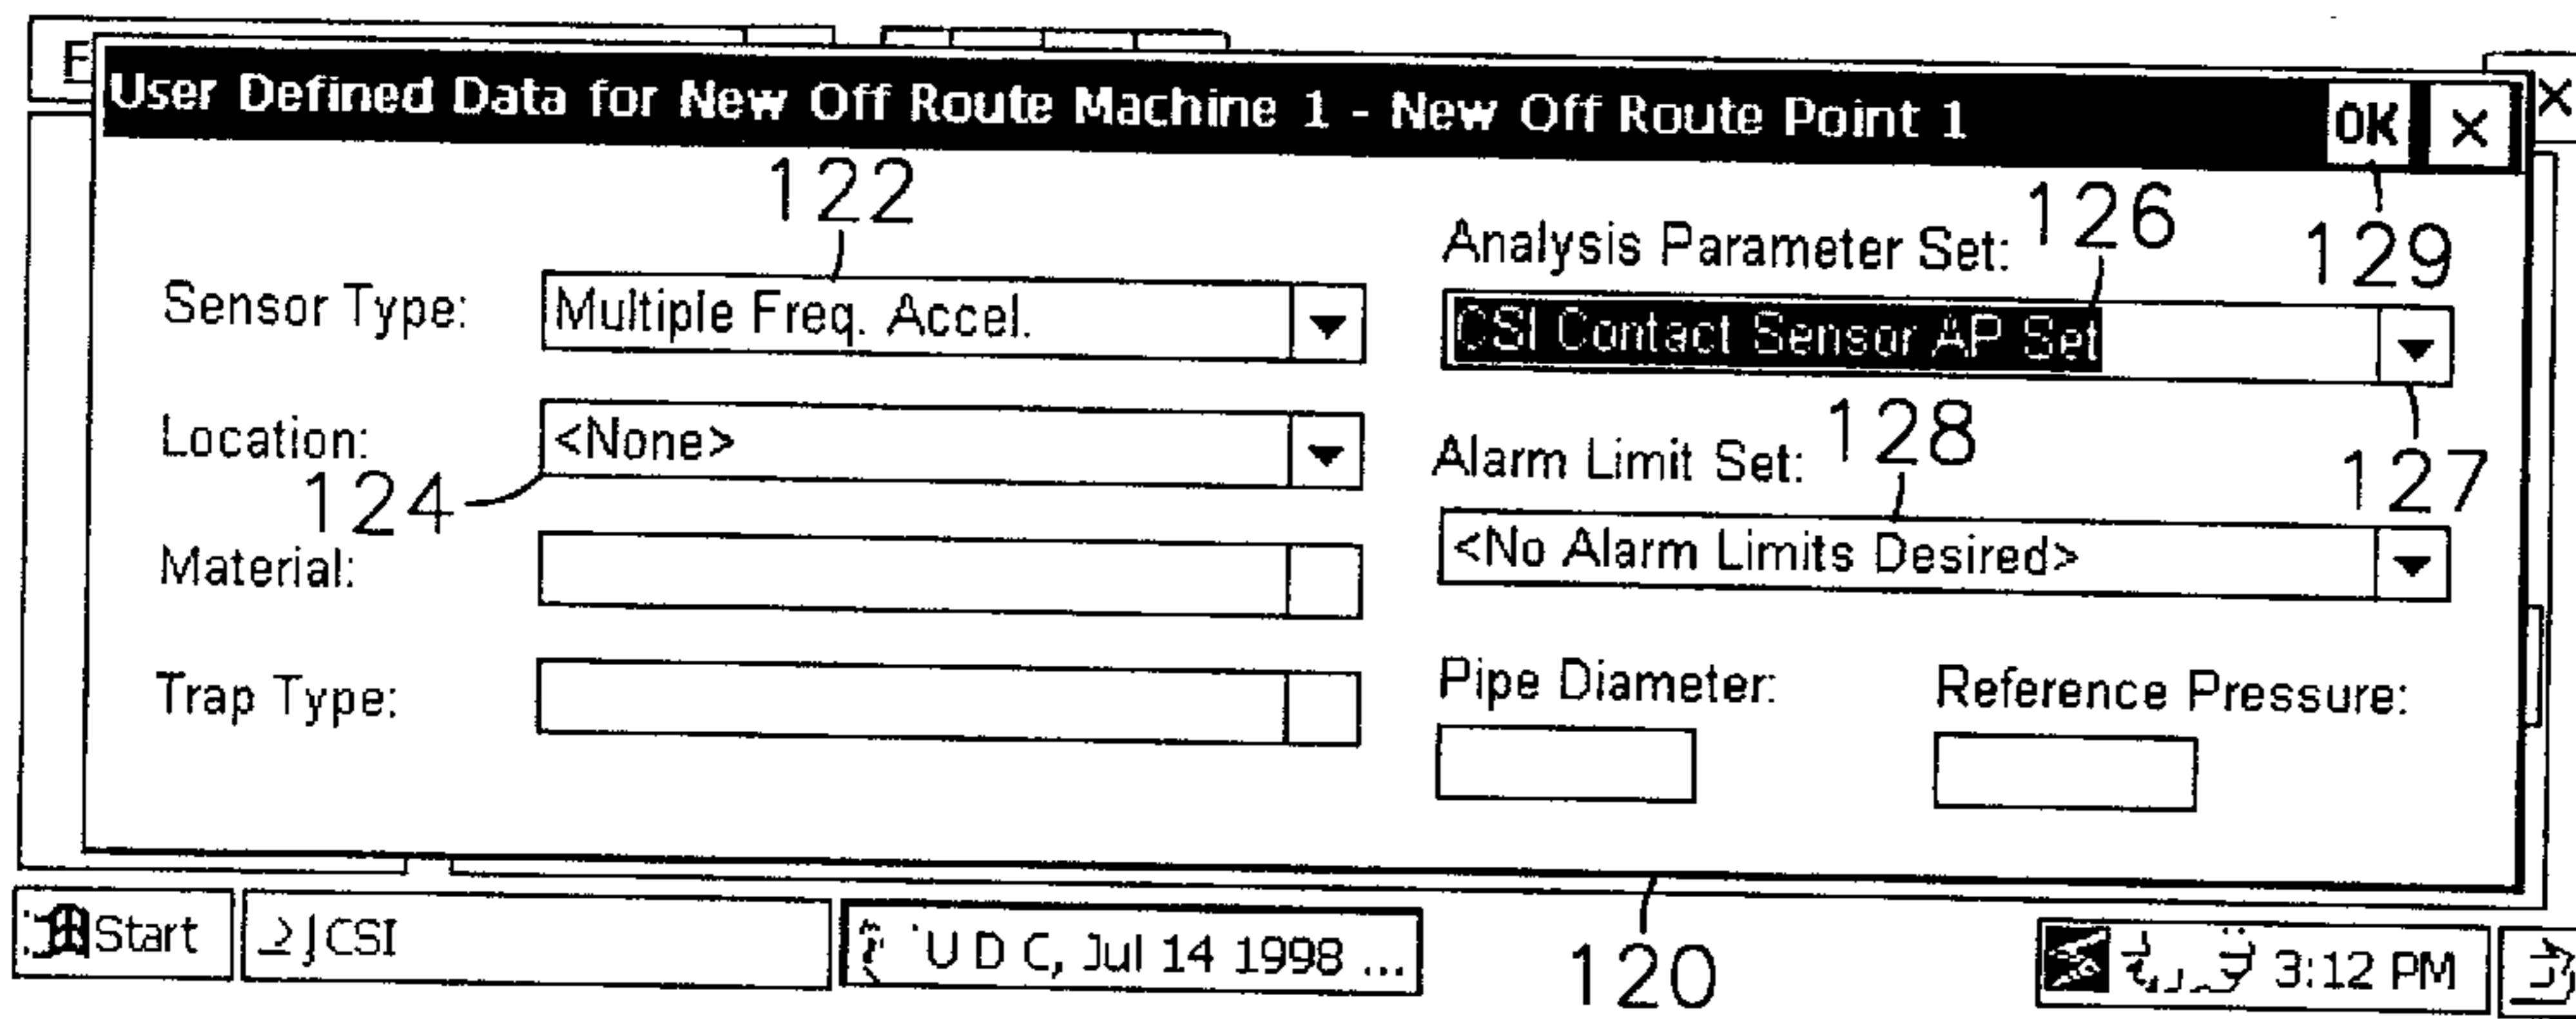 F
User Defined Data for New Off Route Machine 1 - New Off Route Point 1 OK X
X
122
Sensor Type: Multiple Freq. Accel.
Location: <None>
124
Material:
Trap Type:
Analysis Parameter Set: 126
129
CSI Contact Sensor AP Set
127
Alarm Limit Set: 128
<No Alarm Limits Desired>
Pipe Diameter: Reference Pressure:
120
Start CSI U D C, Jul 14 1998 ... 3:12 PM